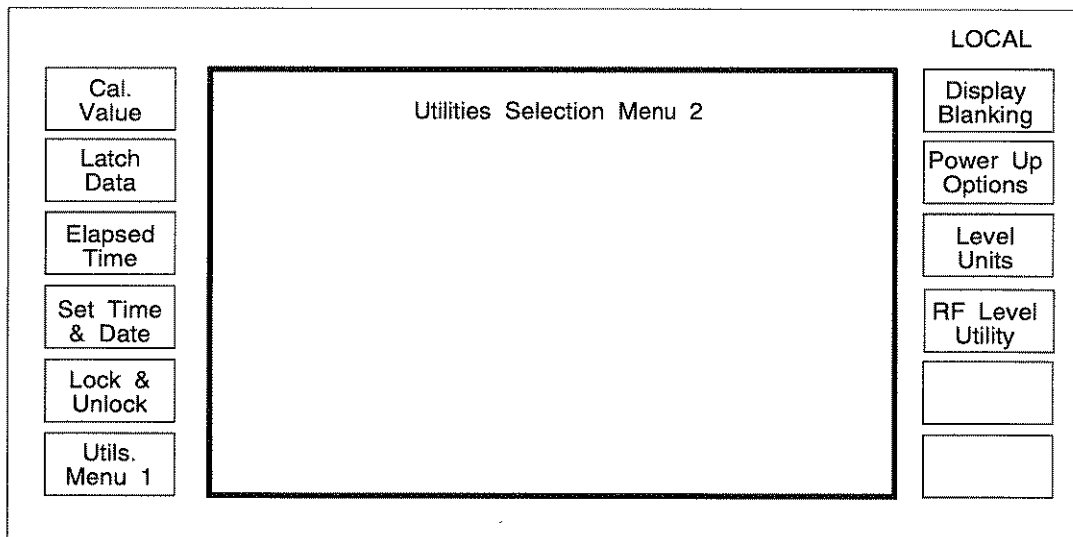 LOCAL
Cal.
Value
Latch
Data
Elapsed
Time
Set Time
& Date
Lock &
Unlock
Utils.
Menu 1
Utilities Selection Menu 2
Display
Blanking
Power Up
Options
Level
Units
RF Level
Utility